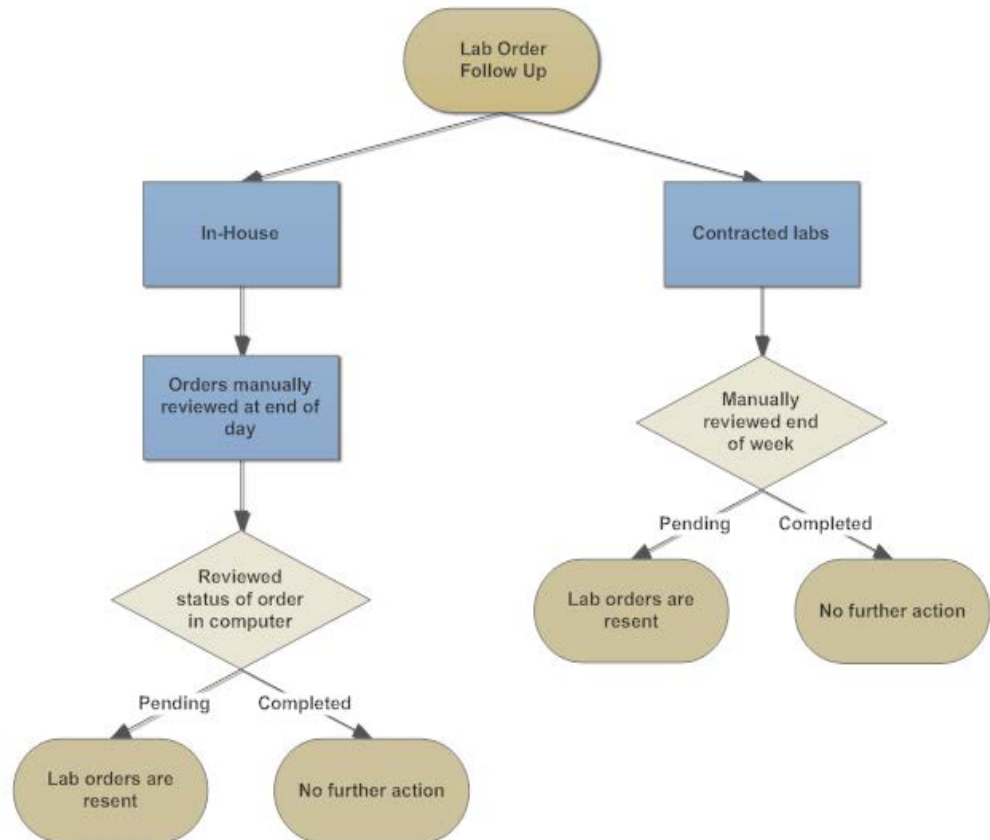 Lab Order
Follow Up
In-House
Contracted labs
Orders manually
reviewed at end of
day
Manually
reviewed end
of week
Pending
Completed
Reviewed
status of order
in computer
Lab orders are
resent
No further action
Pending
Completed
Lab orders are
resent
No further action